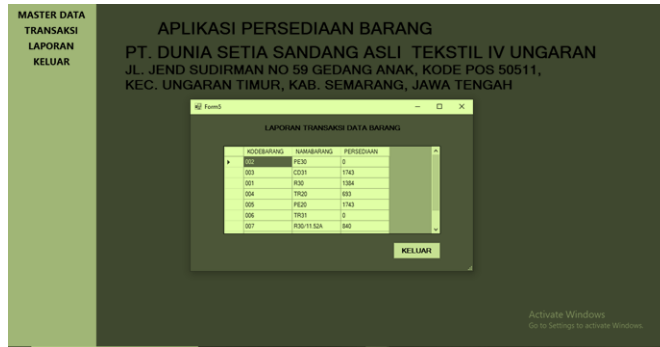 MASTER DATA
TRANSAKSI
LAPORAN
KELUAR
APLIKASI PERSEDIAAN BARANG
PT. DUNIA SETIA SANDANG ASLI TEKSTIL IV UNGARAN
JL. JEND SUDIRMAN NO 59 GEDANG ANAK, KODE POS 50511,
KEC. UNGARAN TIMUR, KAB. SEMARANG, JAWA TENGAH
Form5
LAPORAN TRANSAKSI DATA BARANG
KODEBARANG NAMABARANG PERSEDIAAN
002 PE30 0
003 CD31 1743
001 R30 1384
004 TR20 693
005 PE20 1743
006 TR31 0
007 R30/11.52A 840
KELUAR
Activate Windows
Go to Settings to activate Windows.